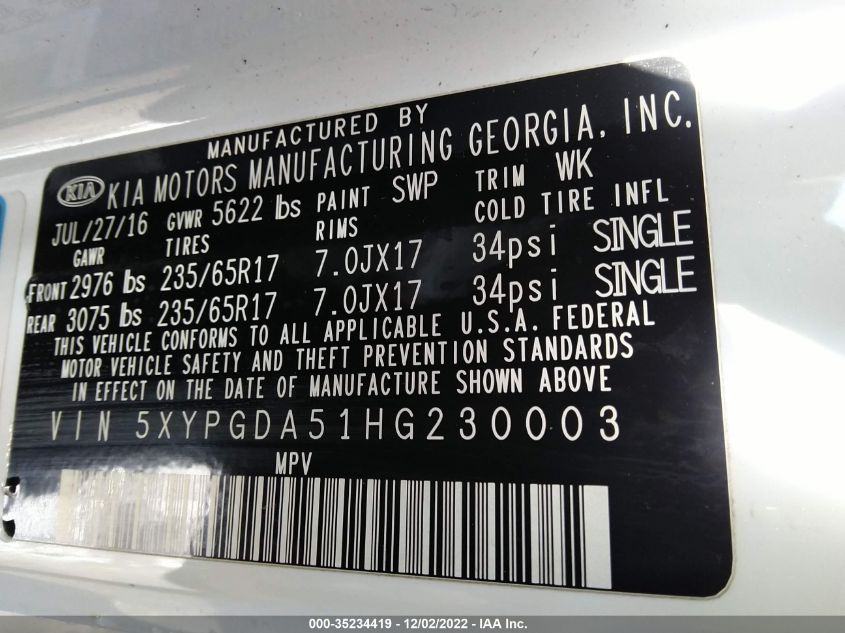 MANUFACTURED BY
KIA KIA MOTORS MANUFACTURING GEORGIA, INC.
JUL/27/16 GVWR 5622 lbs PAINT SWP TRIM WK
GAWR TIRES RIMS COLD TIRE INFL
FRONT 2976 lbs 235/65R17 7.0JX17 34psi SINGLE
REAR 3075 lbs 235/65R17 7.0JX17 34psi SINGLE
THIS VEHICLE CONFORMS TO ALL APPLICABLE U.S.A. FEDERAL
MOTOR VEHICLE SAFETY AND THEFT PREVENTION STANDARDS
IN EFFECT ON THE DATE OF MANUFACTURE SHOWN ABOVE
VIN 5XYPGDA51HG230003
MPV
000-35234419 - 12/02/2022 - IAA Inc.